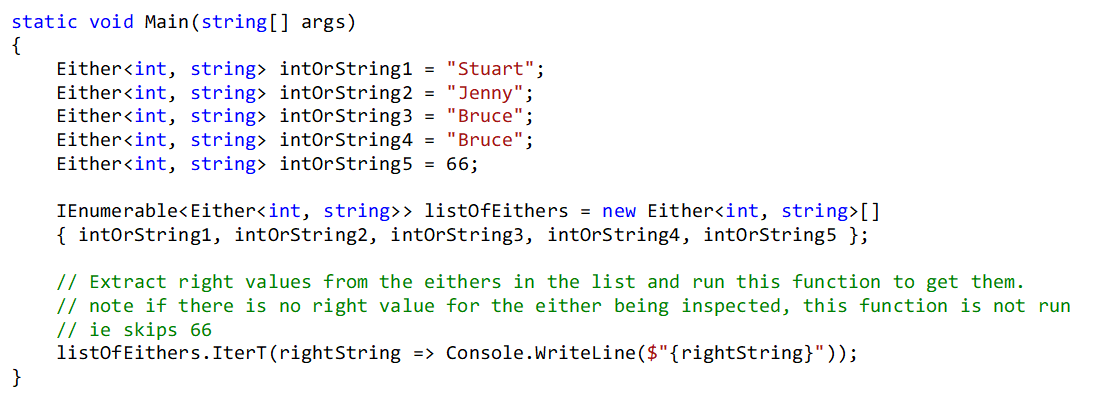 static void Main(string[] args)
{
    Either<int, string> intOrString1 = "Stuart";
    Either<int, string> intOrString2 = "Jenny";
    Either<int, string> intOrString3 = "Bruce";
    Either<int, string> intOrString4 = "Bruce";
    Either<int, string> intOrString5 = 66;

    IEnumerable<Either<int, string>> listOfEithers = new Either<int, string>[]
    { intOrString1, intOrString2, intOrString3, intOrString4, intOrString5 };

    // Extract right values from the eithers in the list and run this function to get them.
    // note if there is no right value for the either being inspected, this function is not run
    // ie skips 66
    listOfEithers.IterT(rightString => Console.WriteLine($"{rightString}"));
}